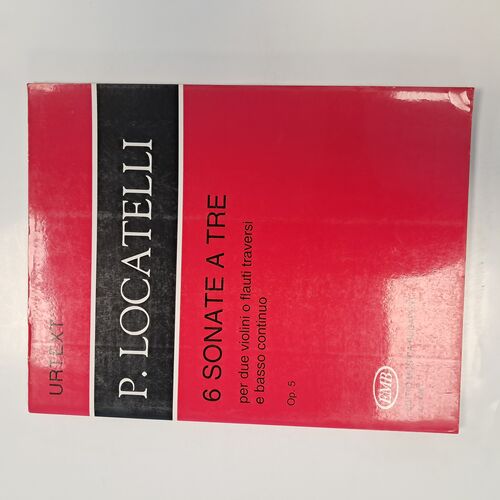 URTEXT
P. LOCATELLI
6 SONATE A TRE
per due violini o flauti traversi
e basso continuo
Op. 5
EMB